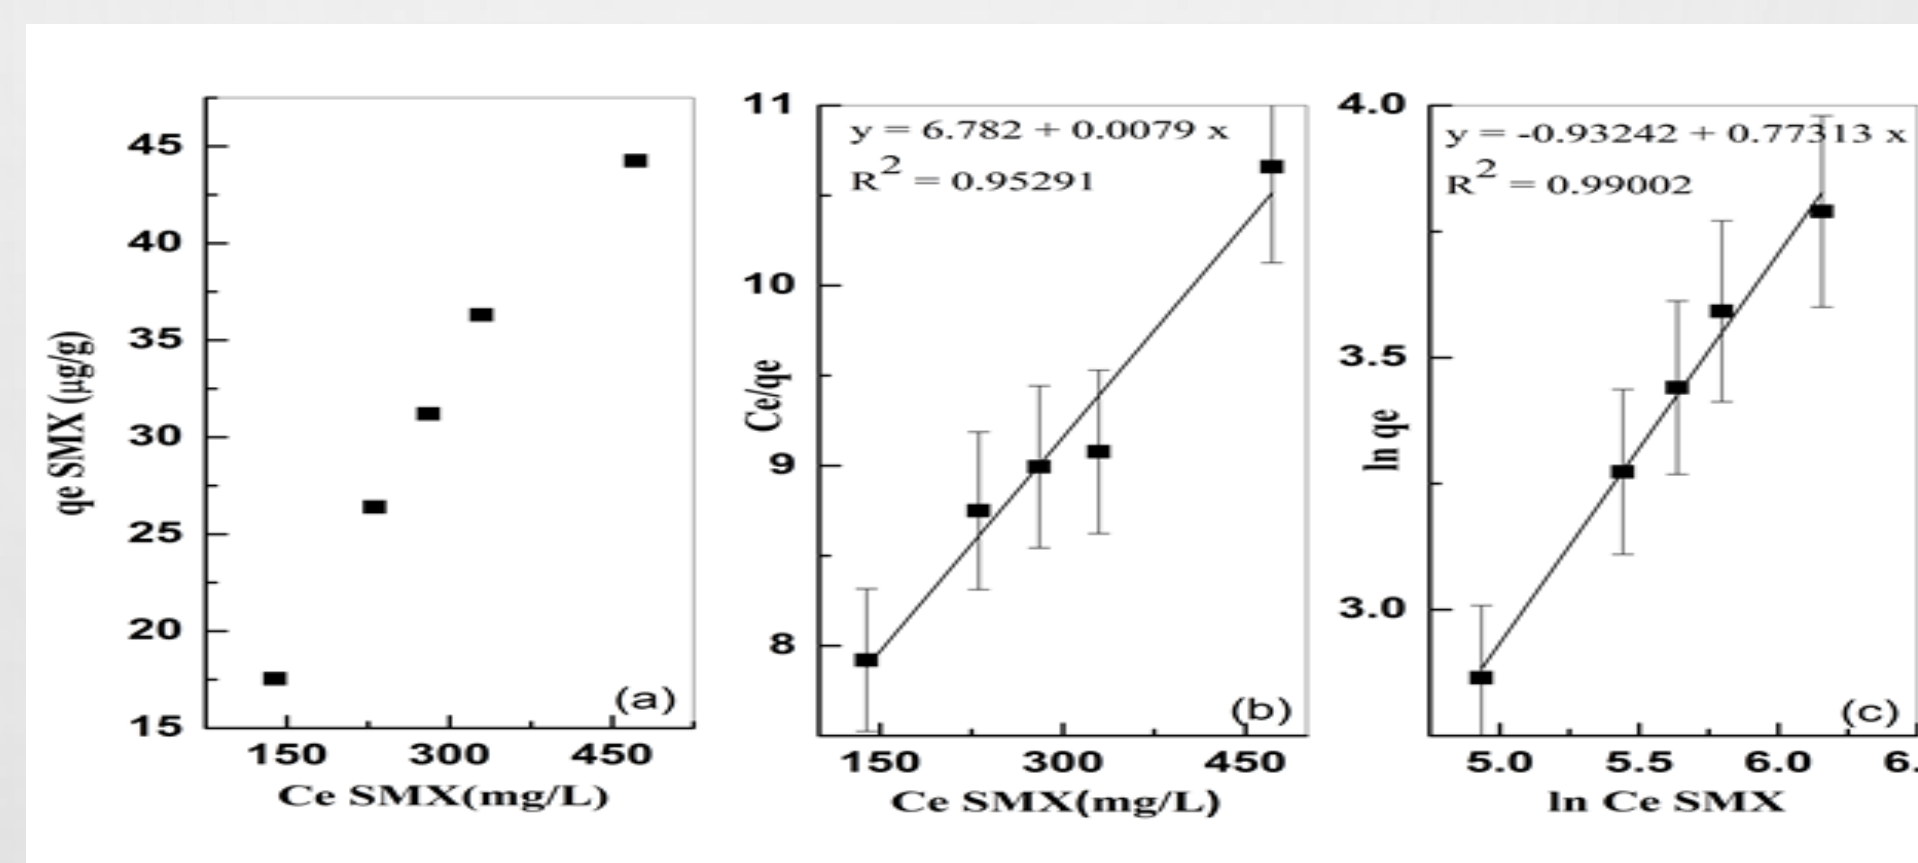 45
40
35
30
25
20
15
150 300 450
qe SMX (µg/g)
Ce SMX(mg/L)
(a)
11
10
9
8
150 300 450
Ce/qe
Ce SMX(mg/L)
y = 6.782 + 0.0079 x
R² = 0.95291
(b)
4.0
3.5
3.0
5.0 5.5 6.0 6.
ln qe
ln Ce SMX
y = -0.93242 + 0.77313 x
R² = 0.99002
(c)